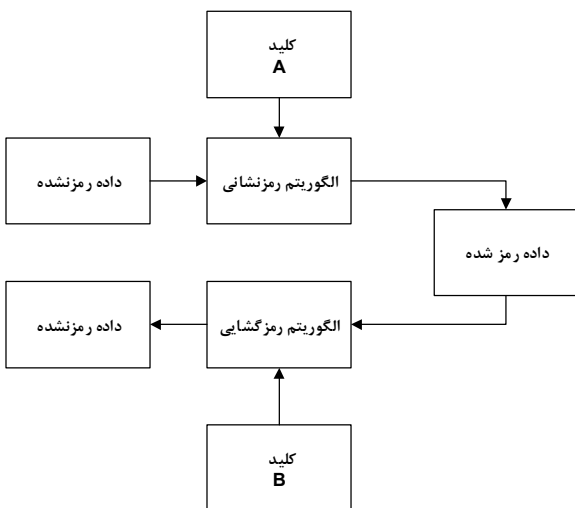 کلید
A
داده رمزنشده
الگوریتم رمزنشانی
داده رمز شده
داده رمزنشده
الگوریتم رمزگشایی
کلید
B